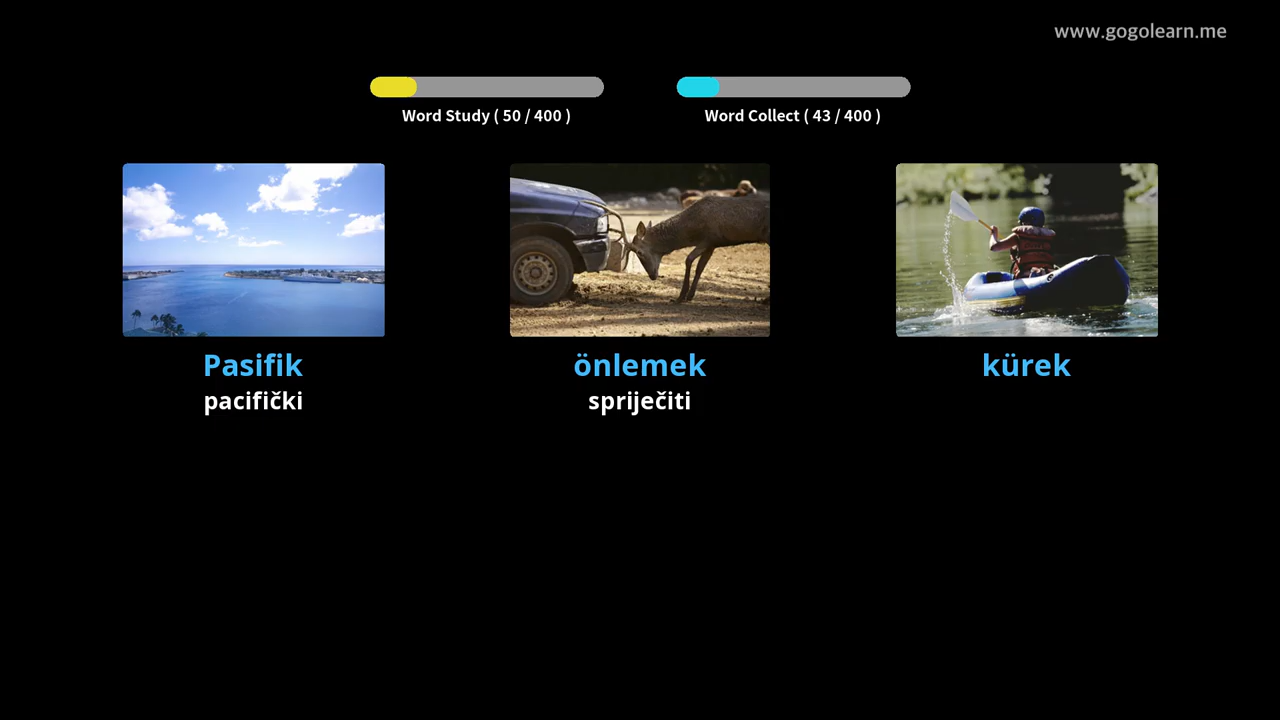 www.gogolearn.me
Word Study ( 50 / 400 )
Word Collect ( 43 / 400 )
Pasifik
pacifički
önlemek
spriječiti
kürek